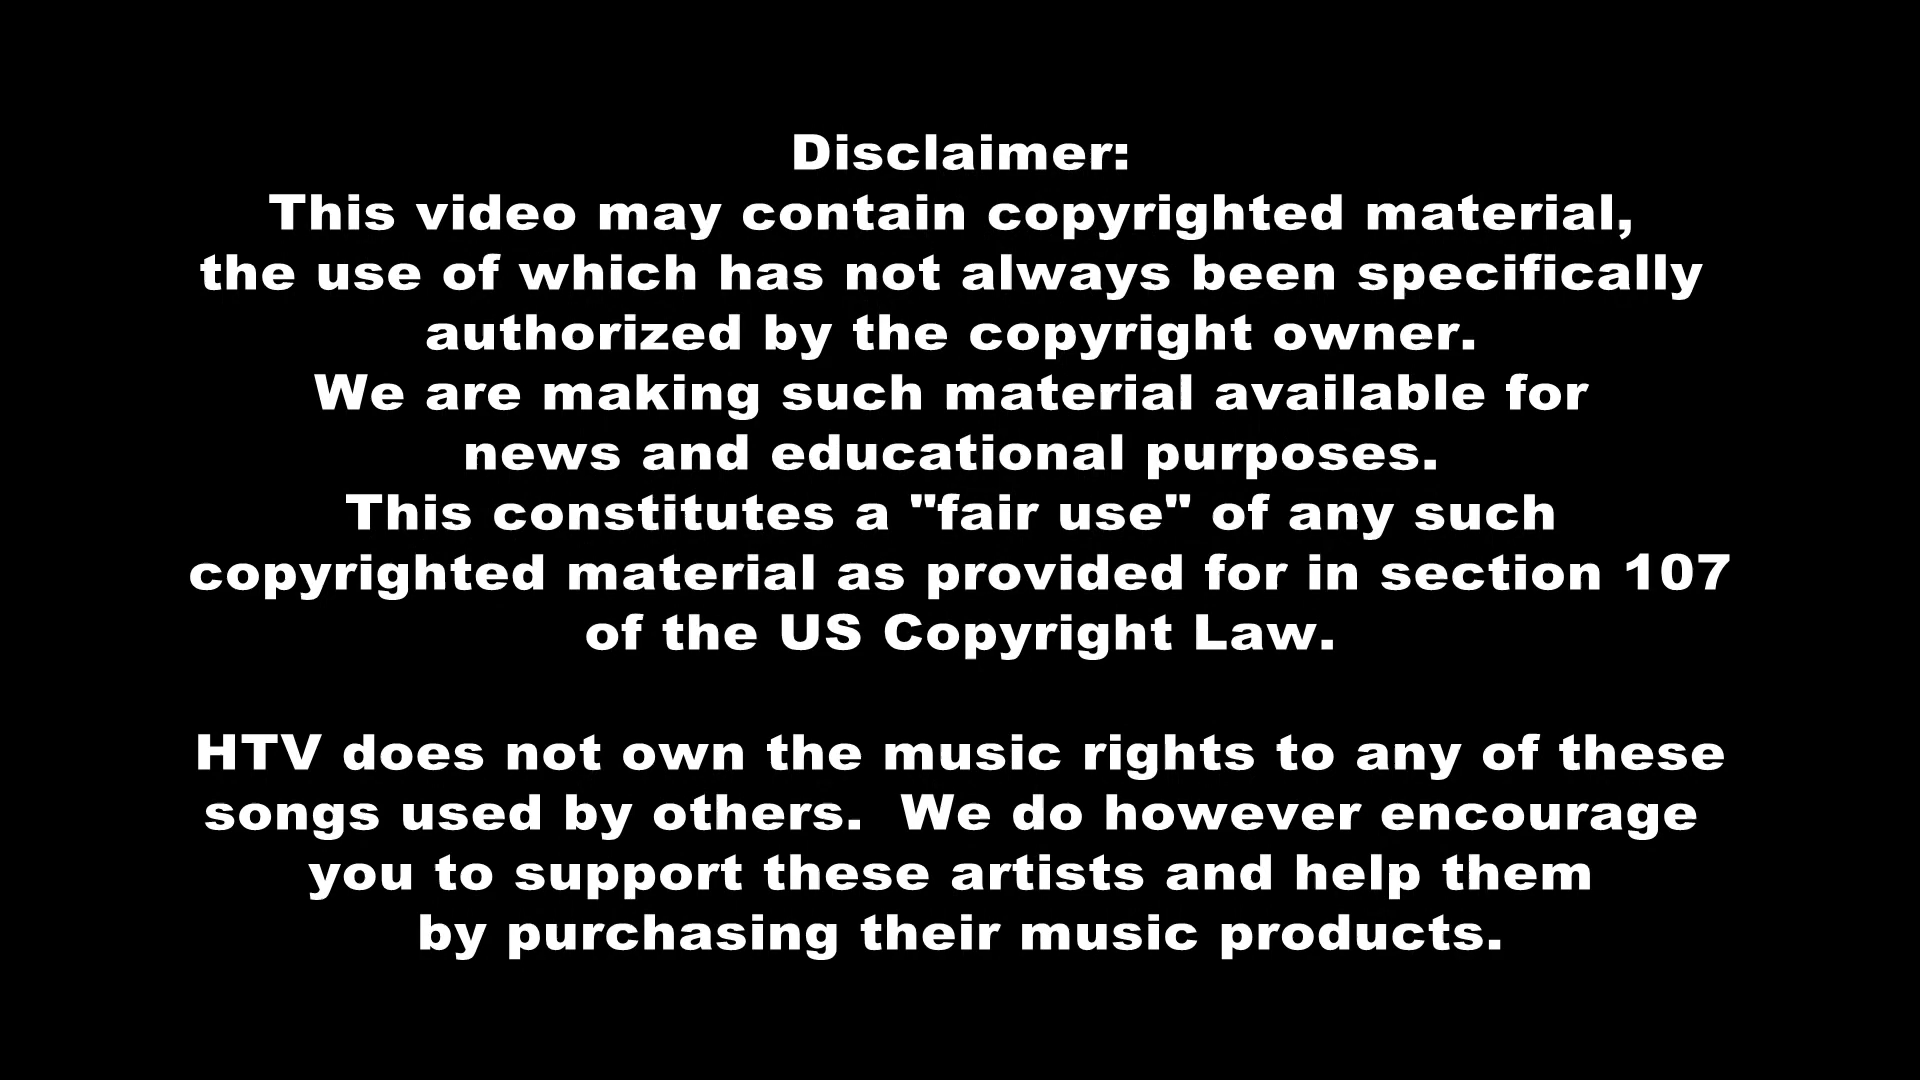 Disclaimer:
This video may contain copyrighted material,
the use of which has not always been specifically
authorized by the copyright owner.
We are making such material available for
news and educational purposes.
This constitutes a "fair use" of any such
copyrighted material as provided for in section 107
of the US Copyright Law.
HTV does not own the music rights to any of these
songs used by others.  We do however encourage
you to support these artists and help them
by purchasing their music products.